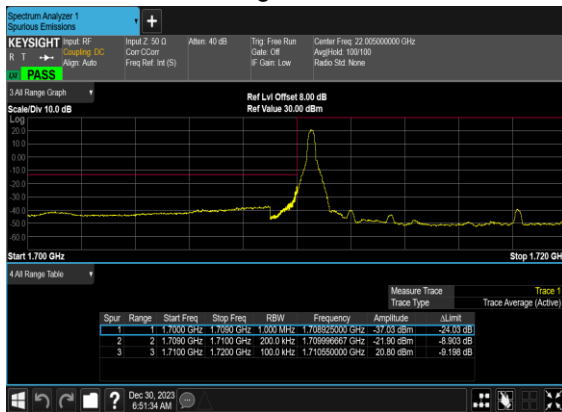 Spectrum Analyzer 1
Spurious Emissions
KEYSIGHT Input: RF Input Z: 50 Ω Atten: 40 dB Trig: Free Run Center Freq: 22.005000000 GHz
R T Coupling: DC Corr CCorr Gate: Off Avg|Hold: 100/100
Align: Auto Freq Ref: Int (S) IF Gain: Low Radio Std: None
PASS
3 All Range Graph
Ref Lvl Offset 8.00 dB
Scale/Div 10.0 dB Ref Value 30.00 dBm
Log
20.0
10.0
0.00
-10.0
-20.0
-30.0
-40.0
-50.0
-60.0
Start 1.700 GHz Stop 1.720 GH
4 All Range Table
Measure Trace Trace 1
Trace Type Trace Average (Active)
Spur Range Start Freq Stop Freq RBW Frequency Amplitude ΔLimit
1 1 1.7000 GHz 1.7090 GHz 1.000 MHz 1.708925000 GHz -37.03 dBm -24.03 dB
2 2 1.7090 GHz 1.7100 GHz 200.0 kHz 1.709996667 GHz -21.90 dBm -8.903 dB
3 3 1.7100 GHz 1.7200 GHz 100.0 kHz 1.710550000 GHz 20.80 dBm -9.198 dB
? Dec 30, 2023
6:51:34 AM